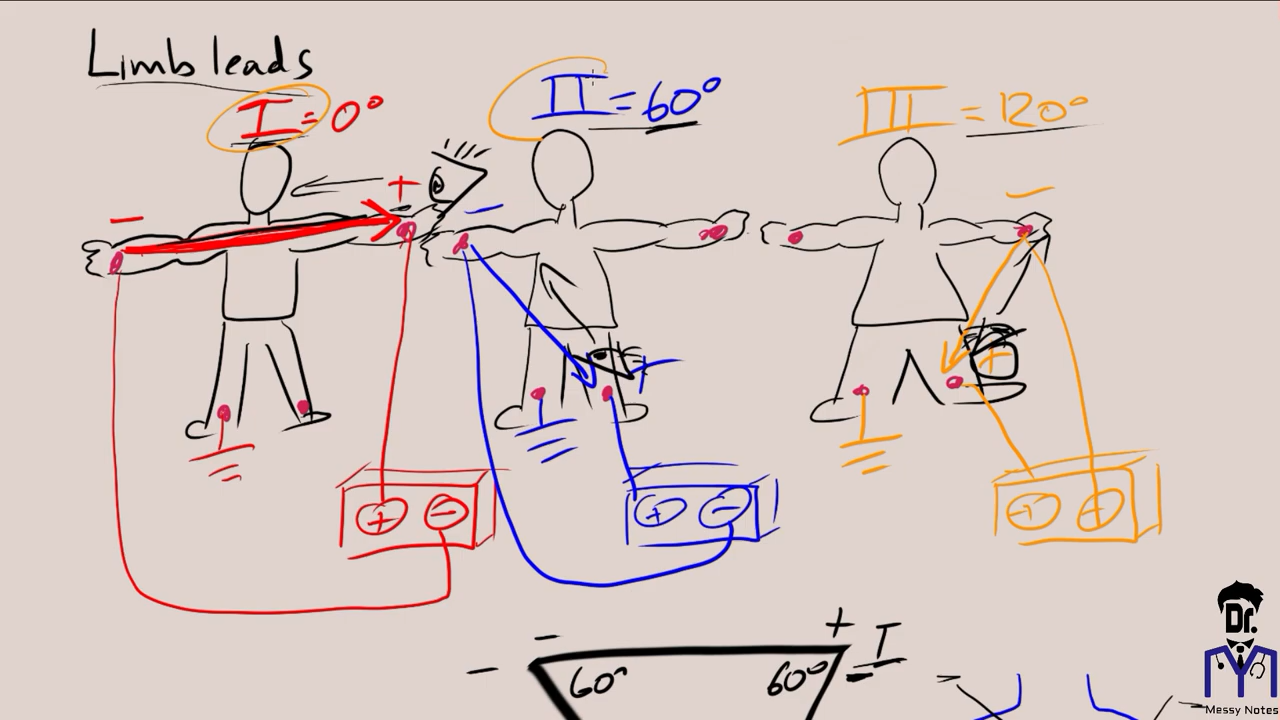 Limb leads
I = 0°
II = 60°
III = 120°
- + - + - +
+ -
+ -
+ +
- +
- 60° 60° I
Dr.
Messy Notes